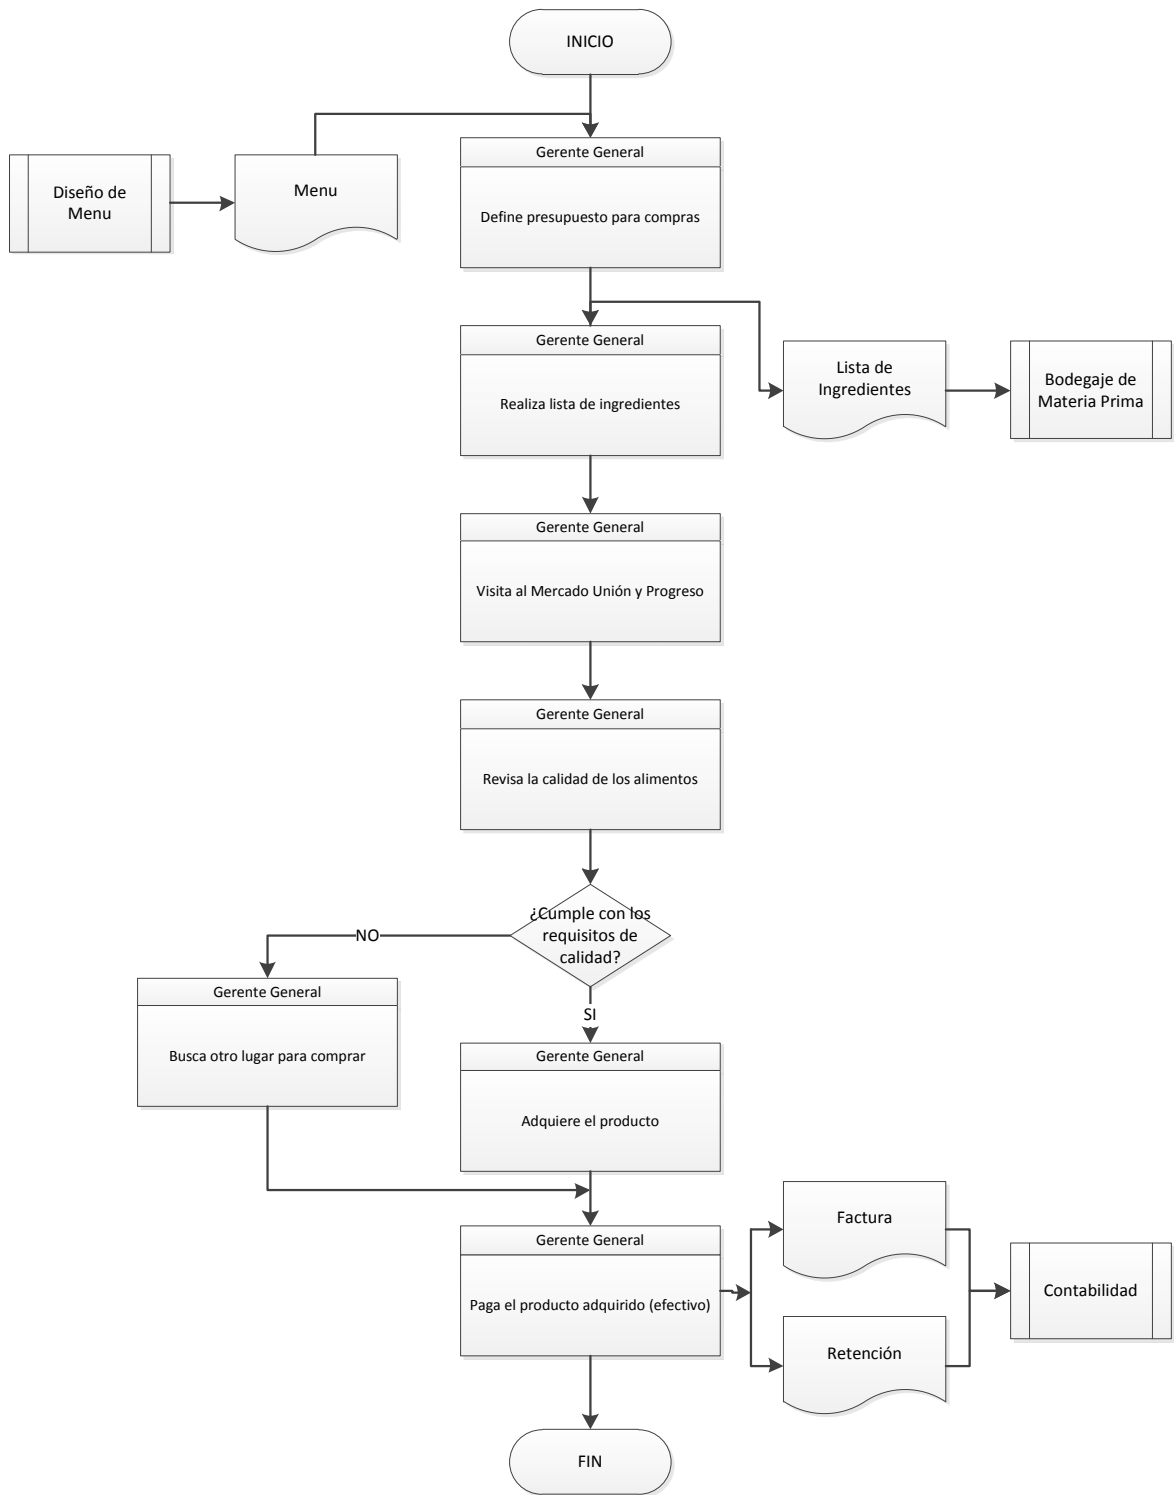 INICIO
Gerente General
Define presupuesto para compras
Diseño de
Menu
Menu
Gerente General
Realiza lista de ingredientes
Lista de
Ingredientes
Bodegaje de
Materia Prima
Gerente General
Visita al Mercado Unión y Progreso
Gerente General
Revisa la calidad de los alimentos
¿Cumple con los
requisitos de
calidad?
NO
SI
Gerente General
Busca otro lugar para comprar
Gerente General
Adquiere el producto
Gerente General
Paga el producto adquirido (efectivo)
Factura
Retención
Contabilidad
FIN